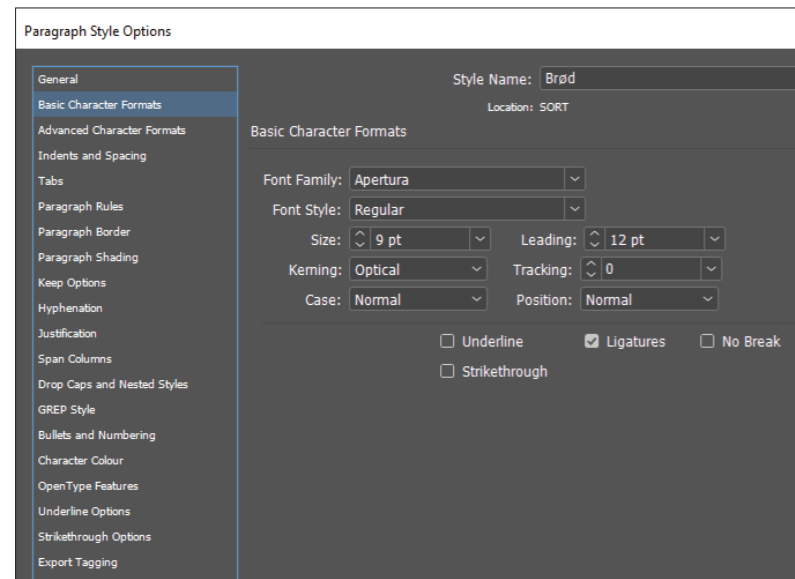 Paragraph Style Options
General
Basic Character Formats
Advanced Character Formats
Indents and Spacing
Tabs
Paragraph Rules
Paragraph Border
Paragraph Shading
Keep Options
Hyphenation
Justification
Span Columns
Drop Caps and Nested Styles
GREP Style
Bullets and Numbering
Character Colour
OpenType Features
Underline Options
Strikethrough Options
Export Tagging
Style Name: Brød
Location: SORT
Basic Character Formats
Font Family: Apertura
Font Style: Regular
Size: 9 pt Leading: 12 pt
Kerning: Optical Tracking: 0
Case: Normal Position: Normal
Underline Ligatures No Break
Strikethrough